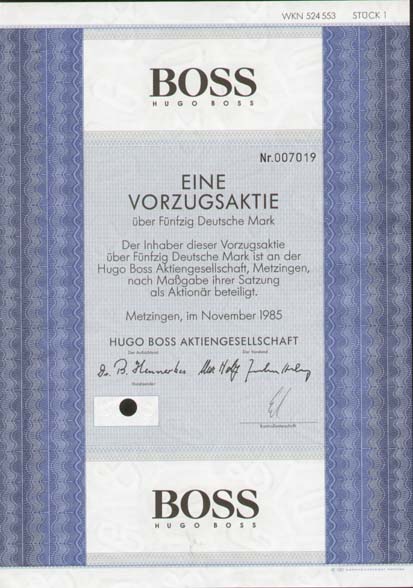 WKN 524 553 STÜCK 1
BOSS
HUGO BOSS
Nr.007019
EINE
VORZUGSAKTIE
über Fünfzig Deutsche Mark
Der Inhaber dieser Vorzugsaktie
über Fünfzig Deutsche Mark ist an der
Hugo Boss Aktiengesellschaft, Metzingen,
nach Maßgabe ihrer Satzung
als Aktionär beteiligt.
Metzingen, im November 1985
HUGO BOSS AKTIENGESELLSCHAFT
Der Aufsichtsrat Der Vorstand
Vorsitzender
Kontrollunterschrift
BOSS
HUGO BOSS